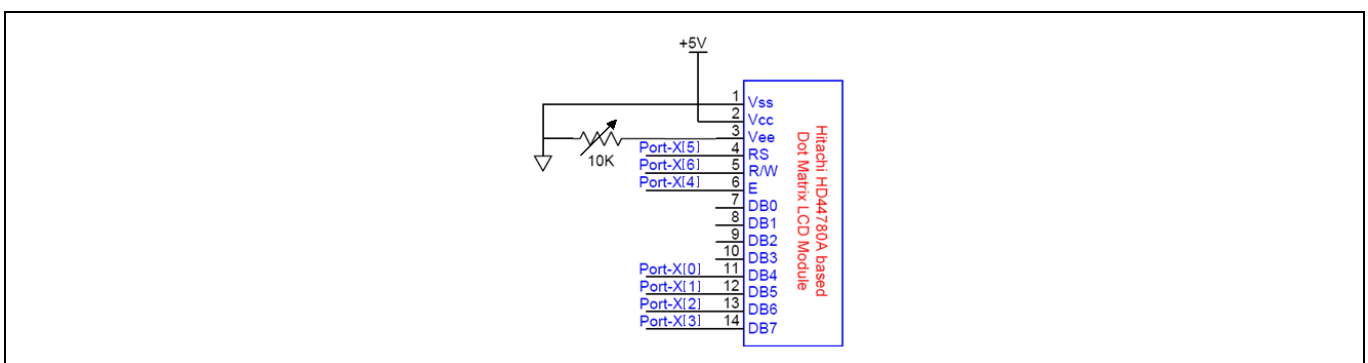 +5V
1 Vss
2 Vcc
3 Vee
10K
Port-X[5] 4 RS
Port-X[6] 5 R/W
Port-X[4] 6 E
7 DB0
8 DB1
9 DB2
10 DB3
Port-X[0] 11 DB4
Port-X[1] 12 DB5
Port-X[2] 13 DB6
Port-X[3] 14 DB7
Hitachi HD44780A based
Dot Matrix LCD Module